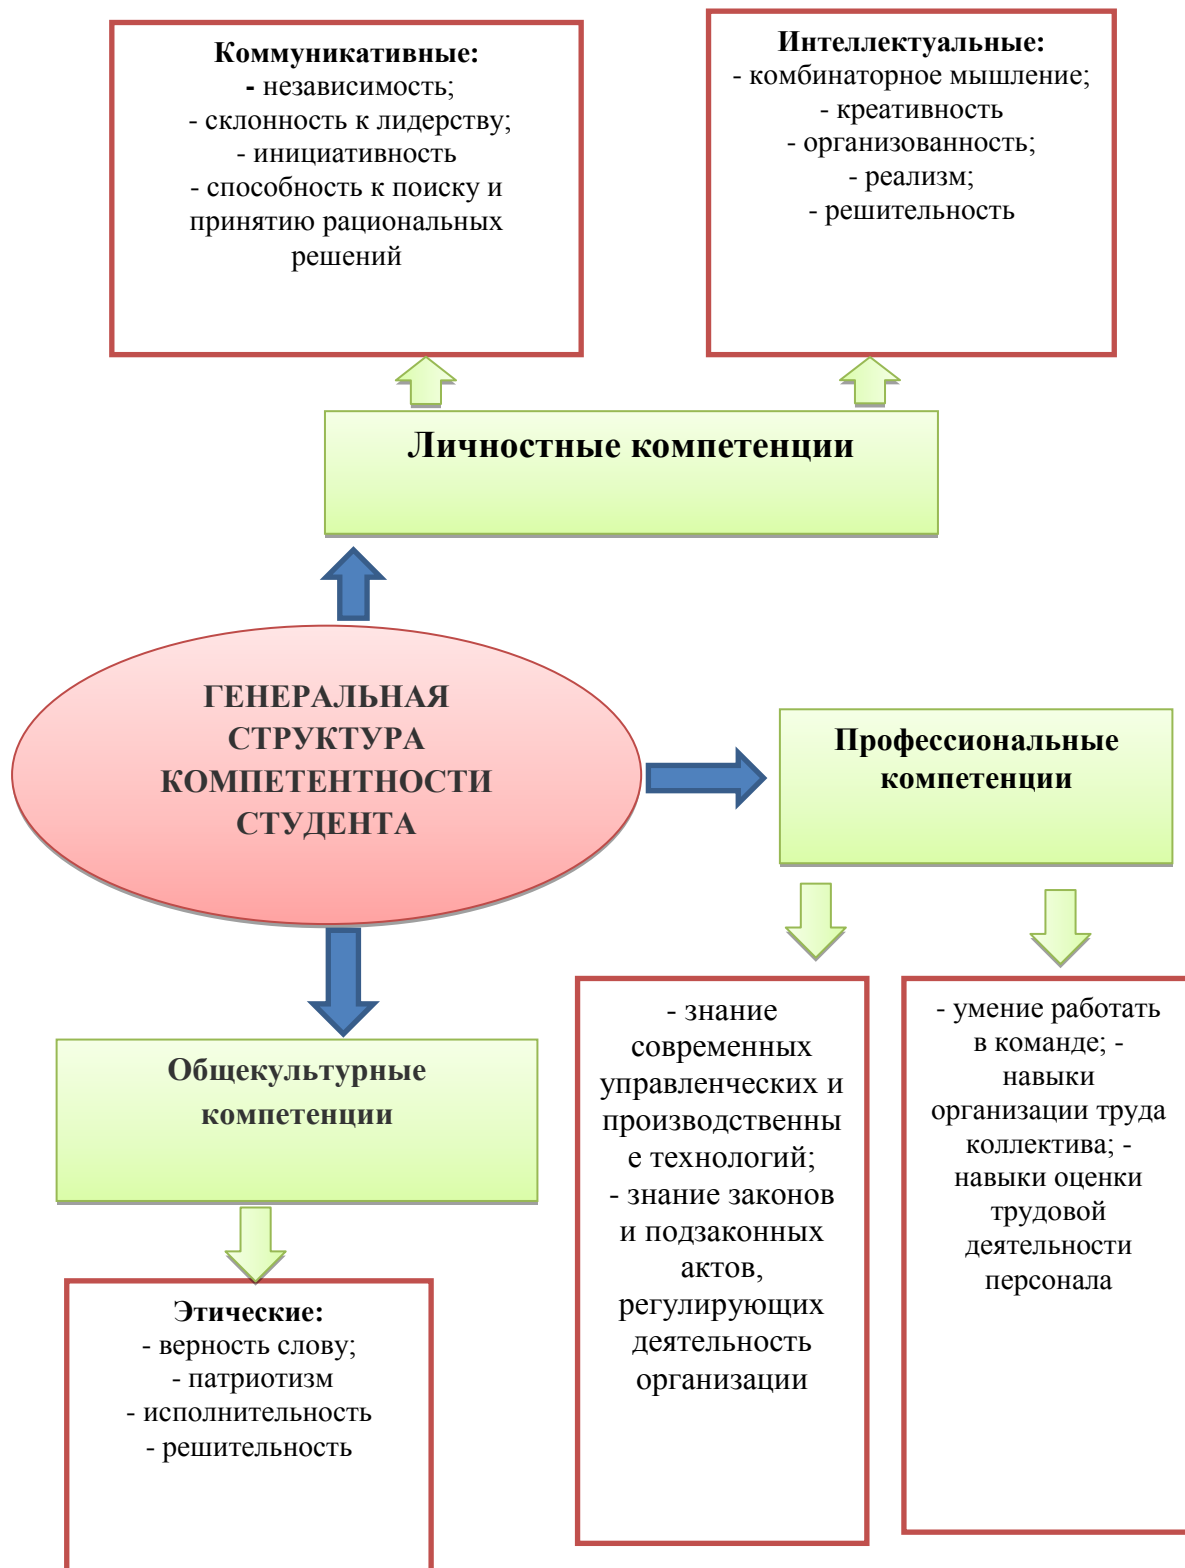 Коммуникативные:
- независимость;
- склонность к лидерству;
- инициативность
- способность к поиску и
принятию рациональных
решений
Интеллектуальные:
- комбинаторное мышление;
- креативность
- организованность;
- реализм;
- решительность
Личностные компетенции
ГЕНЕРАЛЬНАЯ
СТРУКТУРА
КОМПЕТЕНТНОСТИ
СТУДЕНТА
Профессиональные
компетенции
Общекультурные
компетенции
- знание
современных
управленческих и
производственны
е технологий;
- знание законов
и подзаконных
актов,
регулирующих
деятельность
организации
- умение работать
в команде; -
навыки
организации труда
коллектива; -
навыки оценки
трудовой
деятельности
персонала
Этические:
- верность слову;
- патриотизм
- исполнительность
- решительность